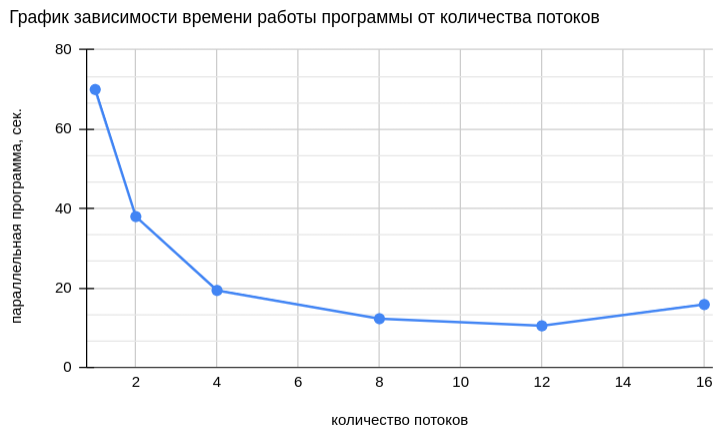 График зависимости времени работы программы от количества потоков
80
60
40
20
0
параллельная программа, сек.
2 4 6 8 10 12 14 16
количество потоков